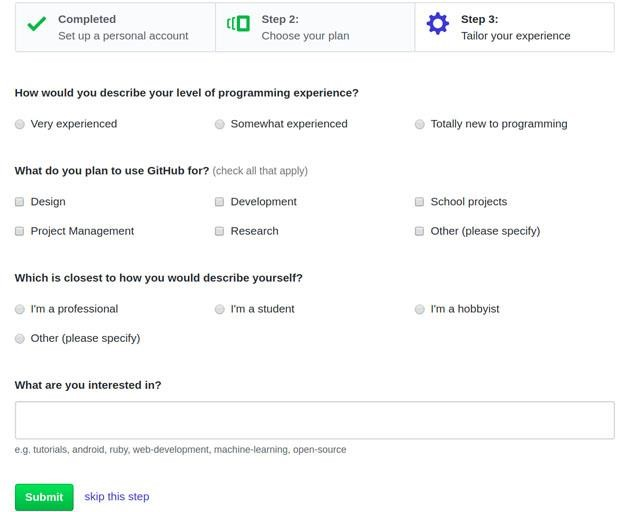 Completed
Set up a personal account
Step 2:
Choose your plan
Step 3:
Tailor your experience
How would you describe your level of programming experience?
Very experienced
Somewhat experienced
Totally new to programming
What do you plan to use GitHub for? (check all that apply)
Design
Development
School projects
Project Management
Research
Other (please specify)
Which is closest to how you would describe yourself?
I'm a professional
I'm a student
I'm a hobbyist
Other (please specify)
What are you interested in?
e.g. tutorials, android, ruby, web-development, machine-learning, open-source
Submit
skip this step